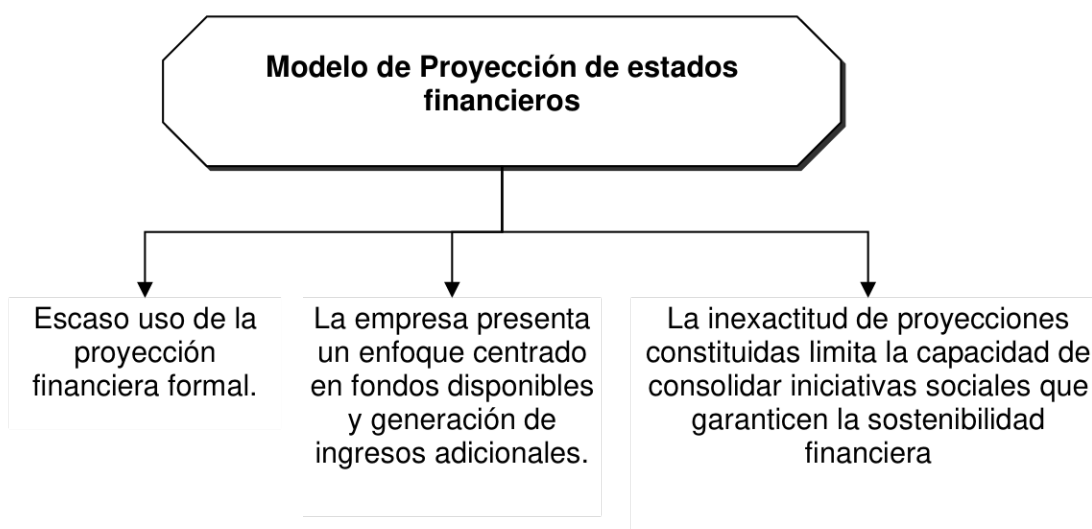 Modelo de Proyección de estados
financieros
Escaso uso de la
proyección
financiera formal.
La empresa presenta
un enfoque centrado
en fondos disponibles
y generación de
ingresos adicionales.
La inexactitud de proyecciones
constituidas limita la capacidad de
consolidar iniciativas sociales que
garanticen la sostenibilidad
financiera